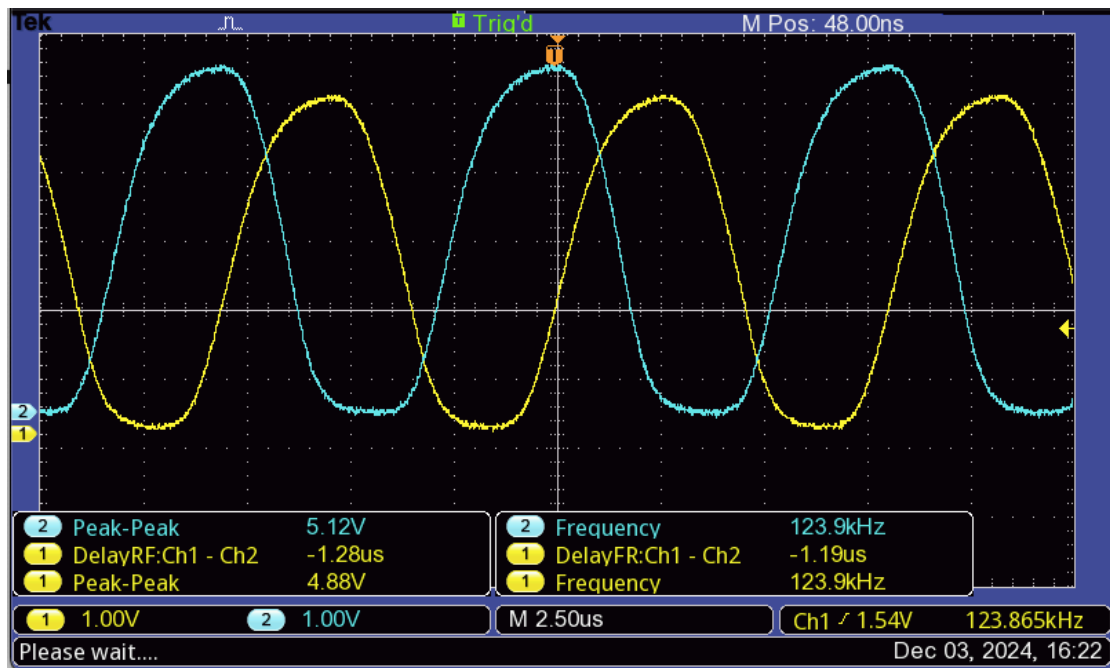 Tek T Trig'd M Pos: 48.00ns
T
2
1
2 Peak-Peak 5.12V 2 Frequency 123.9kHz
1 DelayRF:Ch1 - Ch2 -1.28us 1 DelayFR:Ch1 - Ch2 -1.19us
1 Peak-Peak 4.88V 1 Frequency 123.9kHz
1 1.00V 2 1.00V M 2.50us Ch1 1.54V 123.865kHz
Please wait.... Dec 03, 2024, 16:22